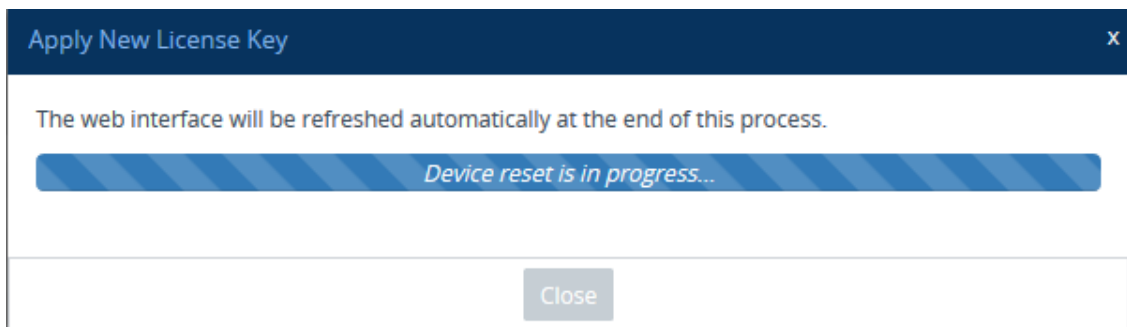 Apply New License Key
x
The web interface will be refreshed automatically at the end of this process.
Device reset is in progress...
Close